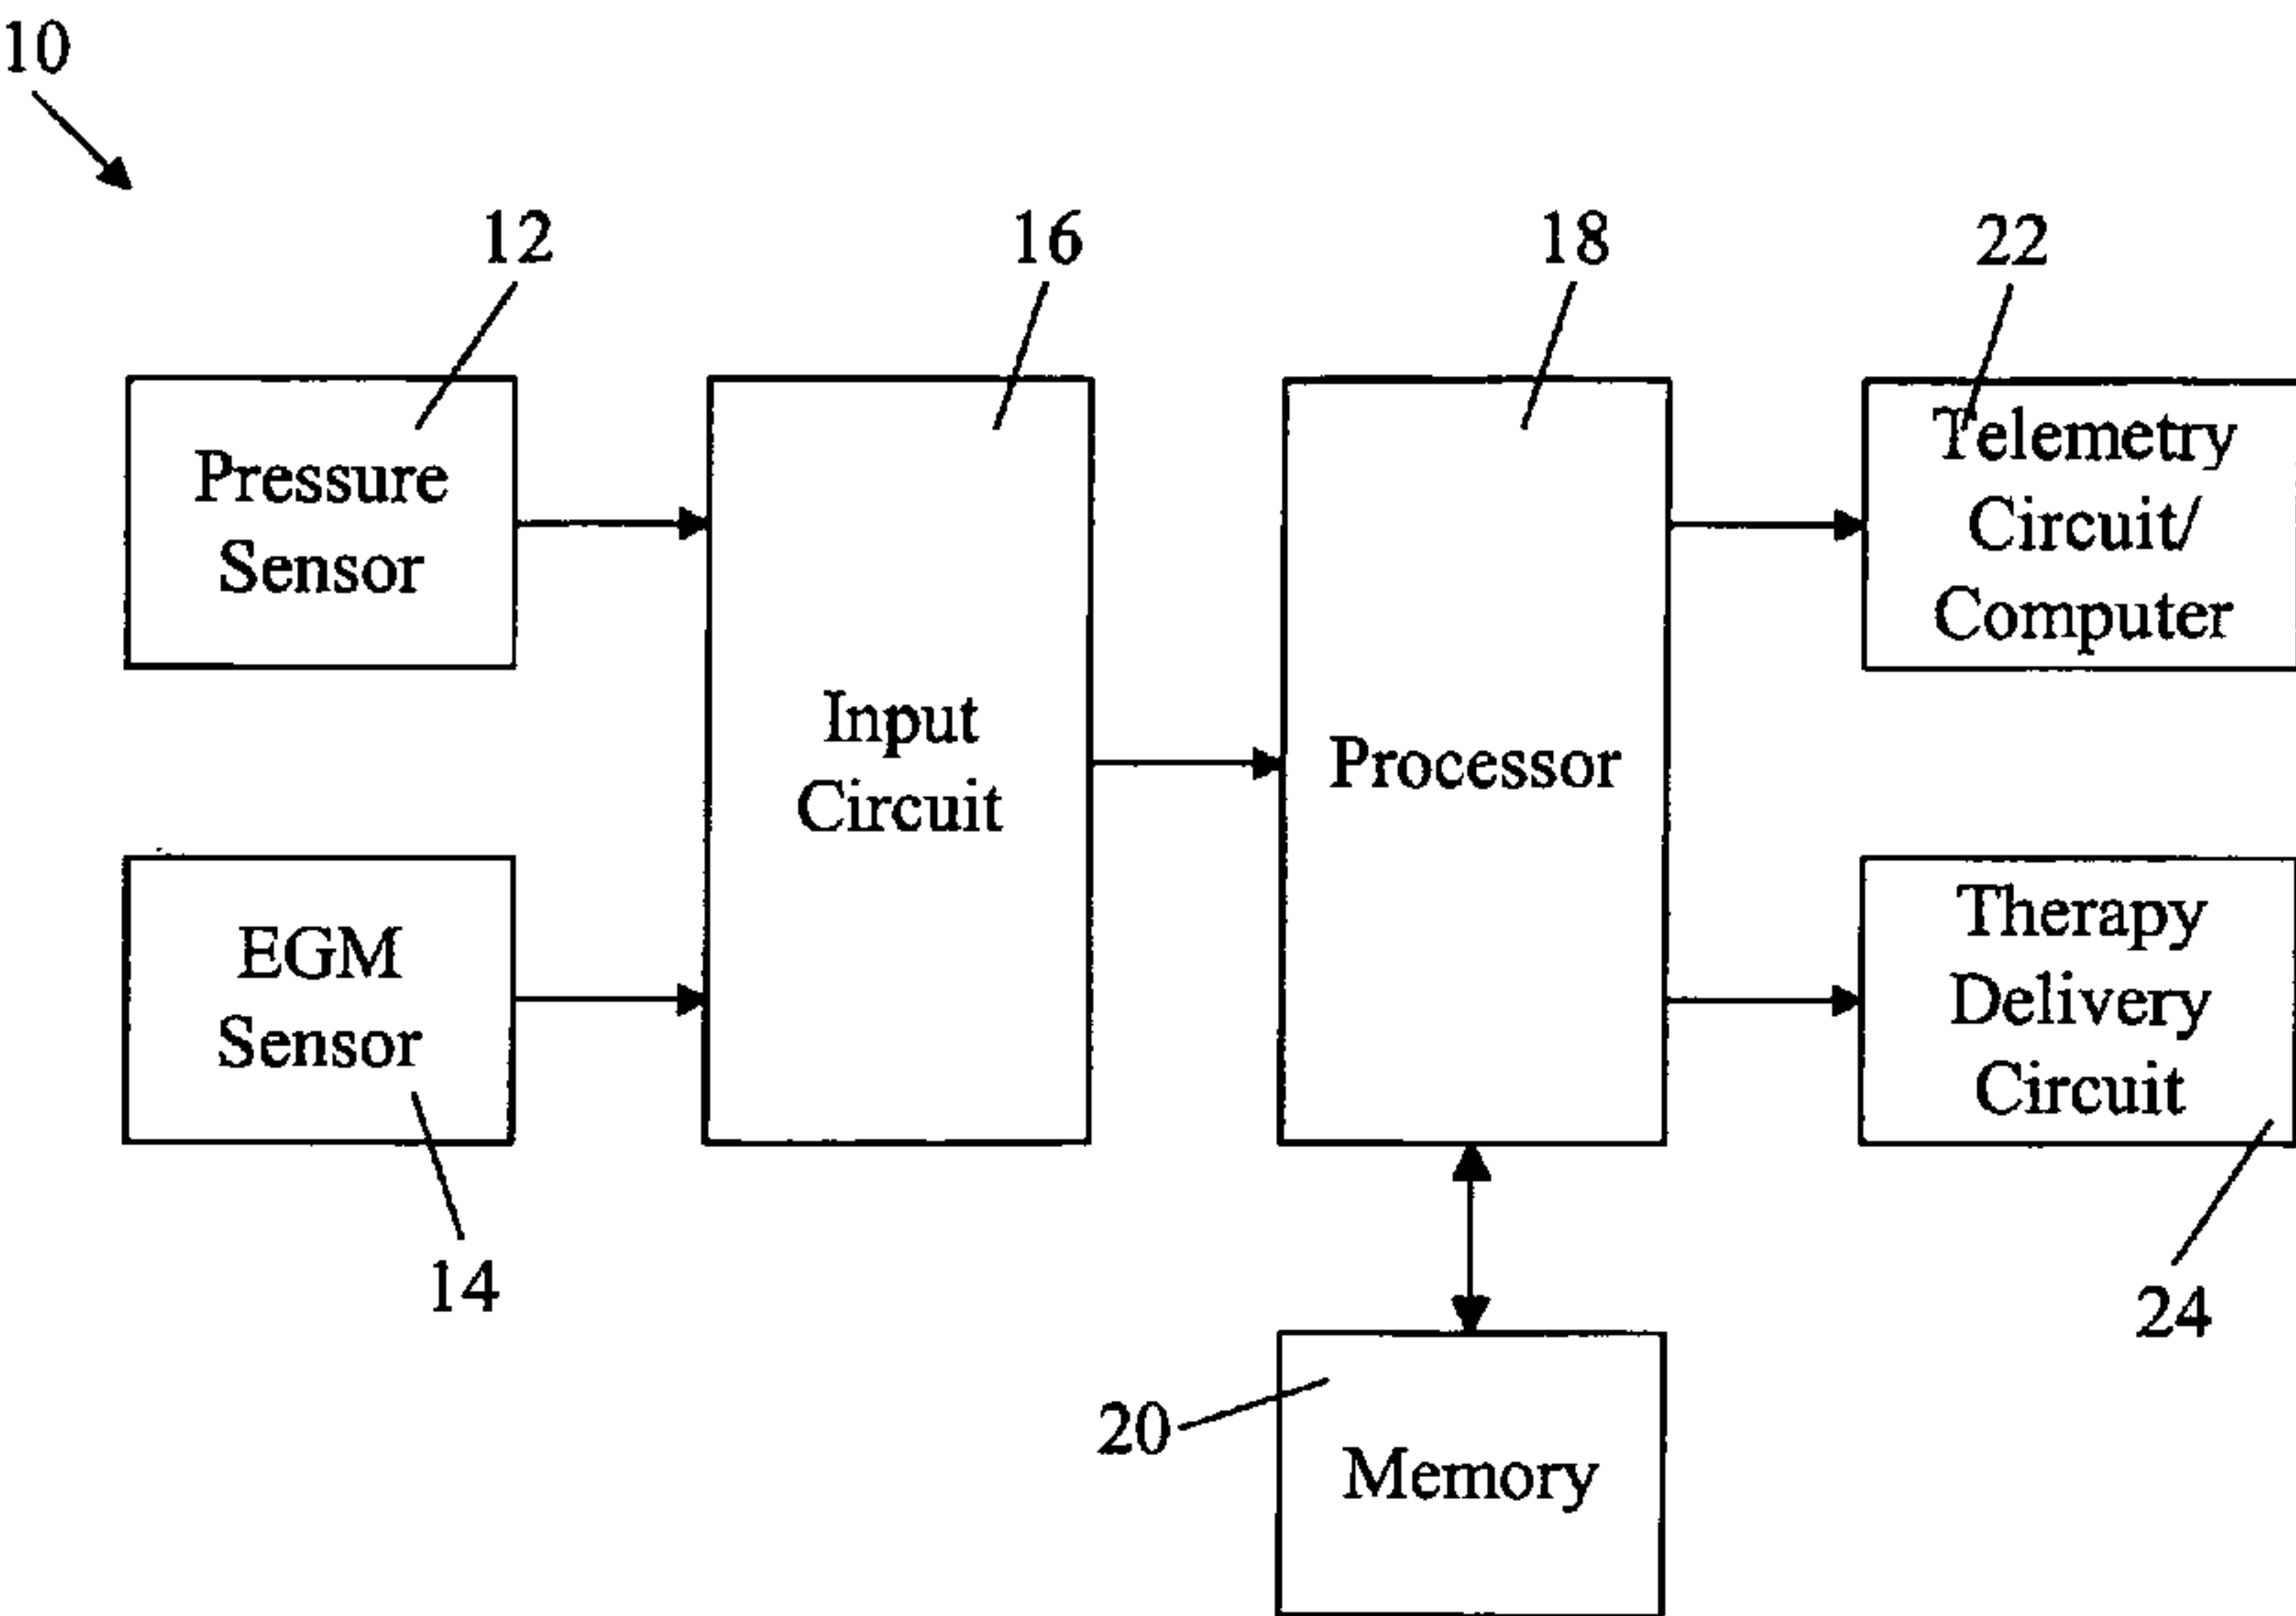 10
12
16
18
22
Pressure
Sensor
Input
Circuit
Processor
Telemetry
Circuit/
Computer
EGM
Sensor
Therapy
Delivery
Circuit
14
24
20
Memory